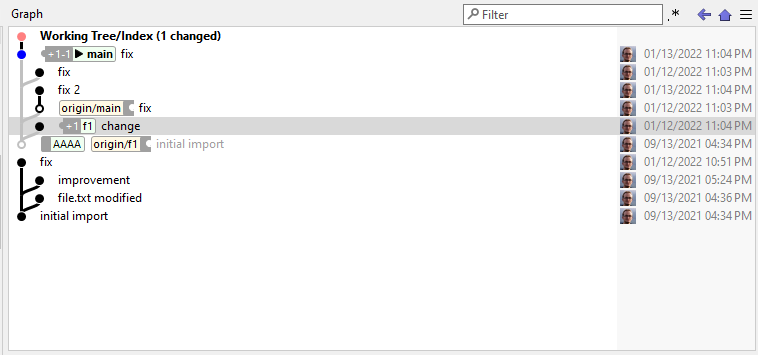 Graph
Filter
.*
Working Tree/Index (1 changed)
+1-1 main fix 01/13/2022 11:04 PM
fix 01/12/2022 11:03 PM
fix 2 01/13/2022 11:04 PM
origin/main fix 01/12/2022 11:03 PM
+1 f1 change 01/12/2022 11:04 PM
AAAA origin/f1 initial import 09/13/2021 04:34 PM
fix 01/12/2022 10:51 PM
improvement 09/13/2021 05:24 PM
file.txt modified 09/13/2021 04:36 PM
initial import 09/13/2021 04:34 PM